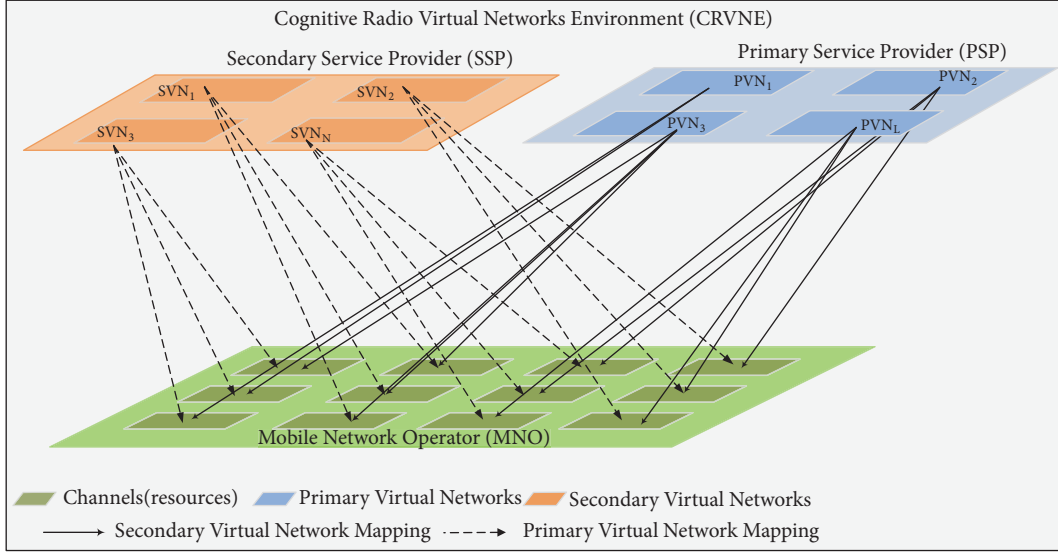 Cognitive Radio Virtual Networks Environment (CRVNE)
Secondary Service Provider (SSP)
Primary Service Provider (PSP)
SVN1
SVN2
SVN3
SVNN
PVN1
PVN2
PVN3
PVNL
Mobile Network Operator (MNO)
Channels(resources)
Primary Virtual Networks
Secondary Virtual Networks
Secondary Virtual Network Mapping
Primary Virtual Network Mapping